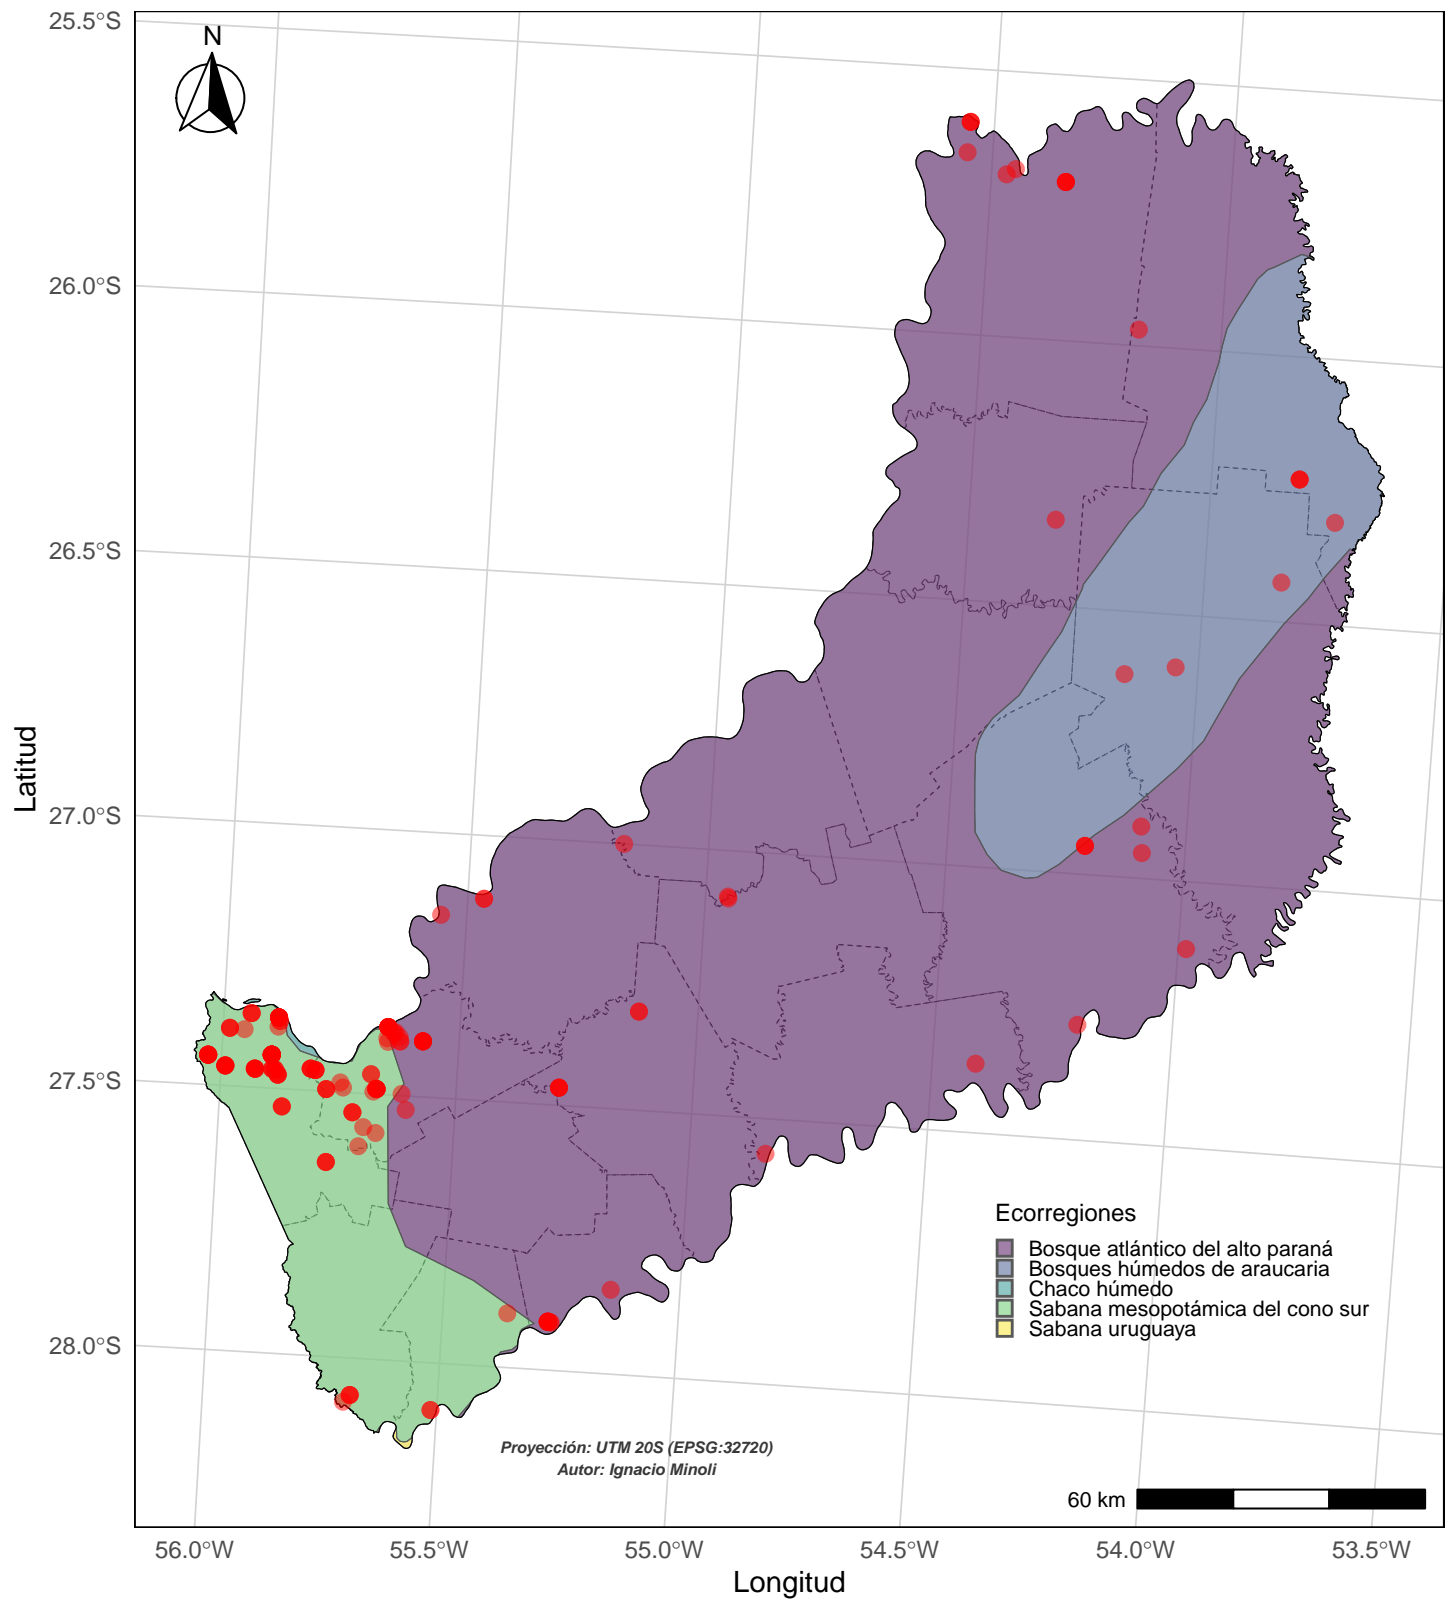 25.5°S
N
26.0°S
26.5°S
Latitud
27.0°S
27.5°S
Ecorregiones
Bosque atlántico del alto paraná
Bosques húmedos de araucaria
Chaco húmedo
Sabana mesopotámica del cono sur
Sabana uruguaya
28.0°S
Proyección: UTM 20S (EPSG:32720)
Autor: Ignacio Minoli
60 km
56.0°W 55.5°W 55.0°W 54.5°W 54.0°W 53.5°W
Longitud